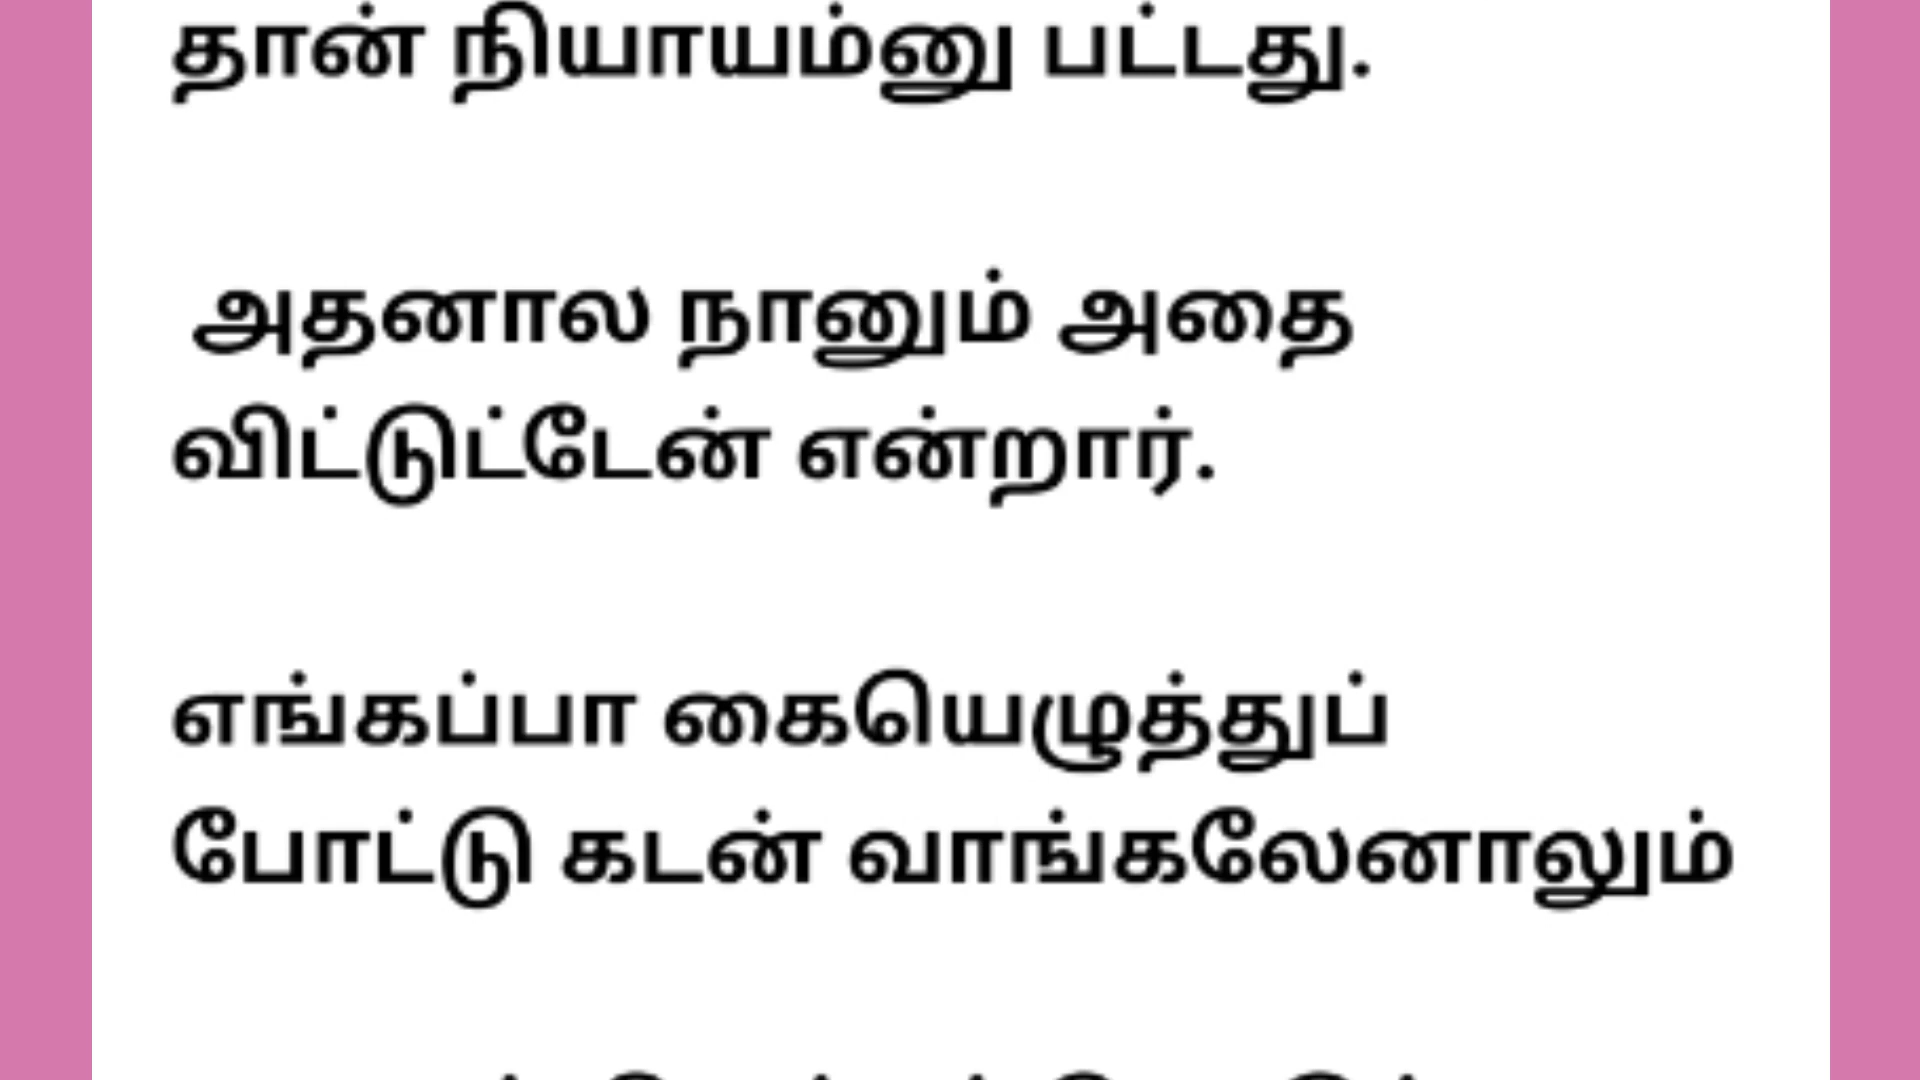 தான் நியாயம்னு பட்டது.
அதனால நானும் அதை
விட்டுட்டேன் என்றார்.
எங்கப்பா கையெழுத்துப்
போட்டு கடன் வாங்கலேனாலும்